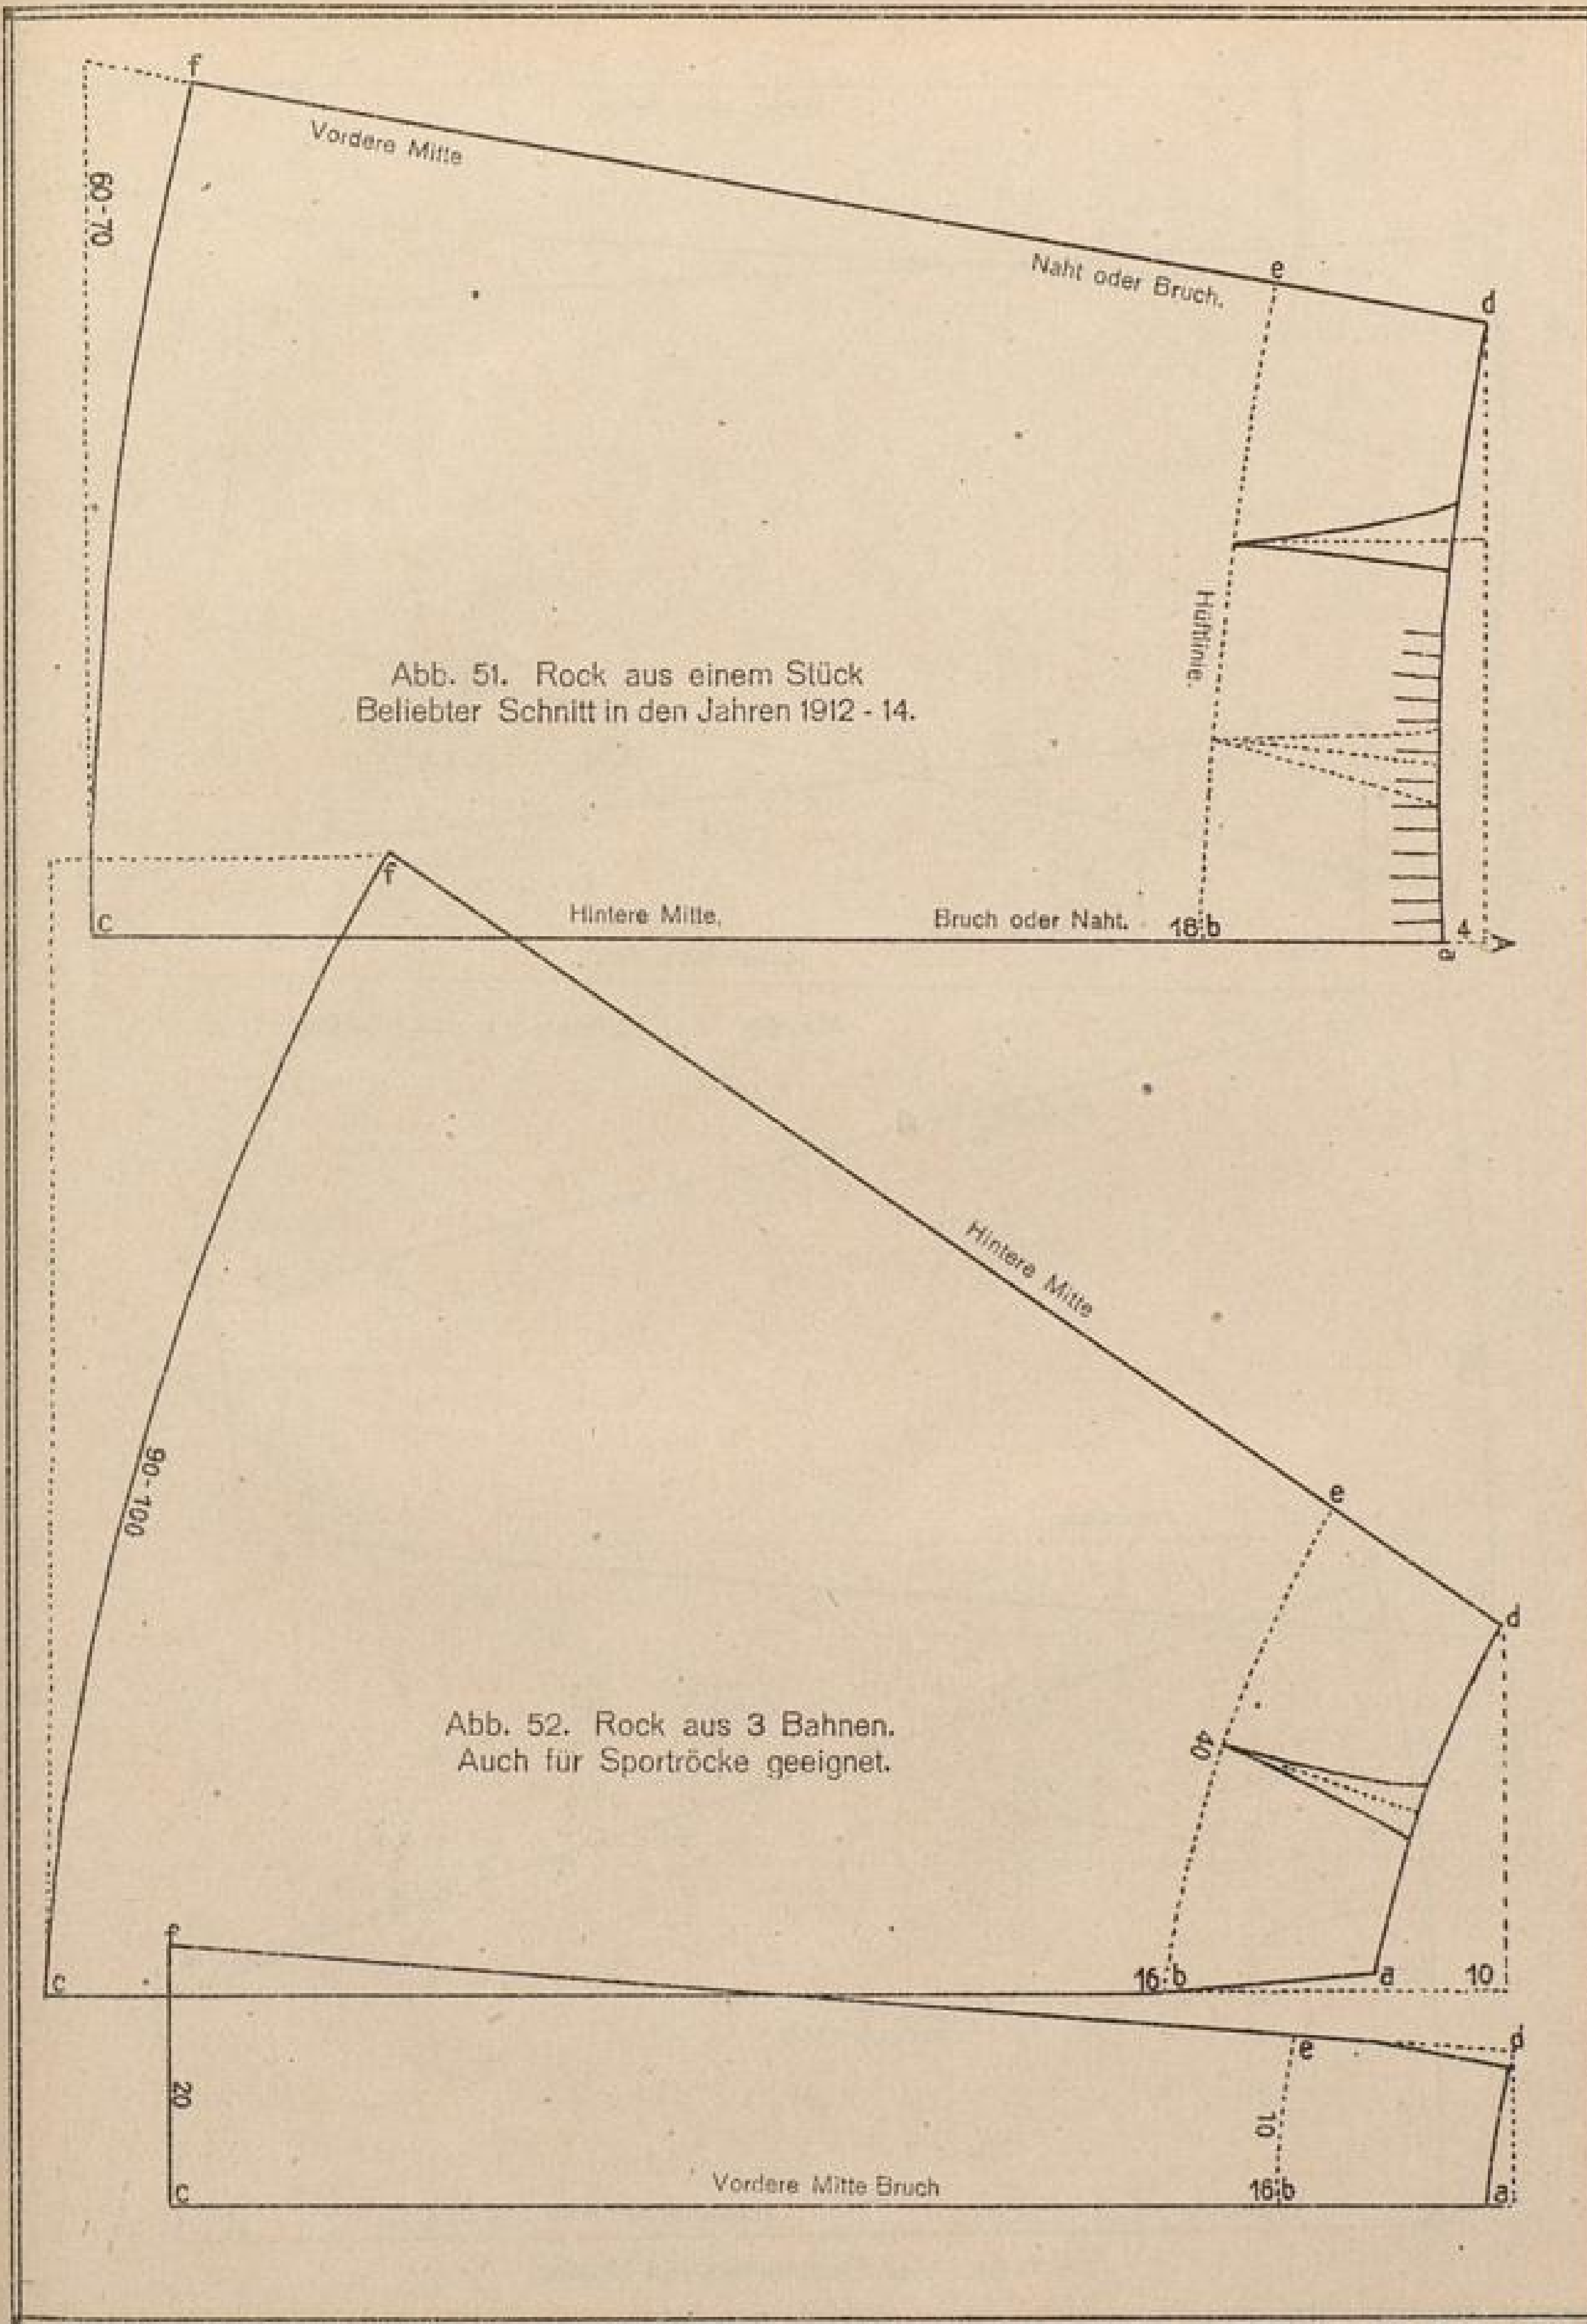 f
Vordere Mitte
60-70
Naht oder Bruch.
e
d
Hüftlinie.
Abb. 51. Rock aus einem Stück
Beliebter Schnitt in den Jahren 1912 - 14.
c
Hintere Mitte.
Bruch oder Naht.
18 b
4
A
a
f
Hintere Mitte
90-100
e
d
40
Abb. 52. Rock aus 3 Bahnen.
Auch für Sportröcke geeignet.
c
16 b
a
10
f
e
d
20
10
c
Vordere Mitte Bruch
16 b
a